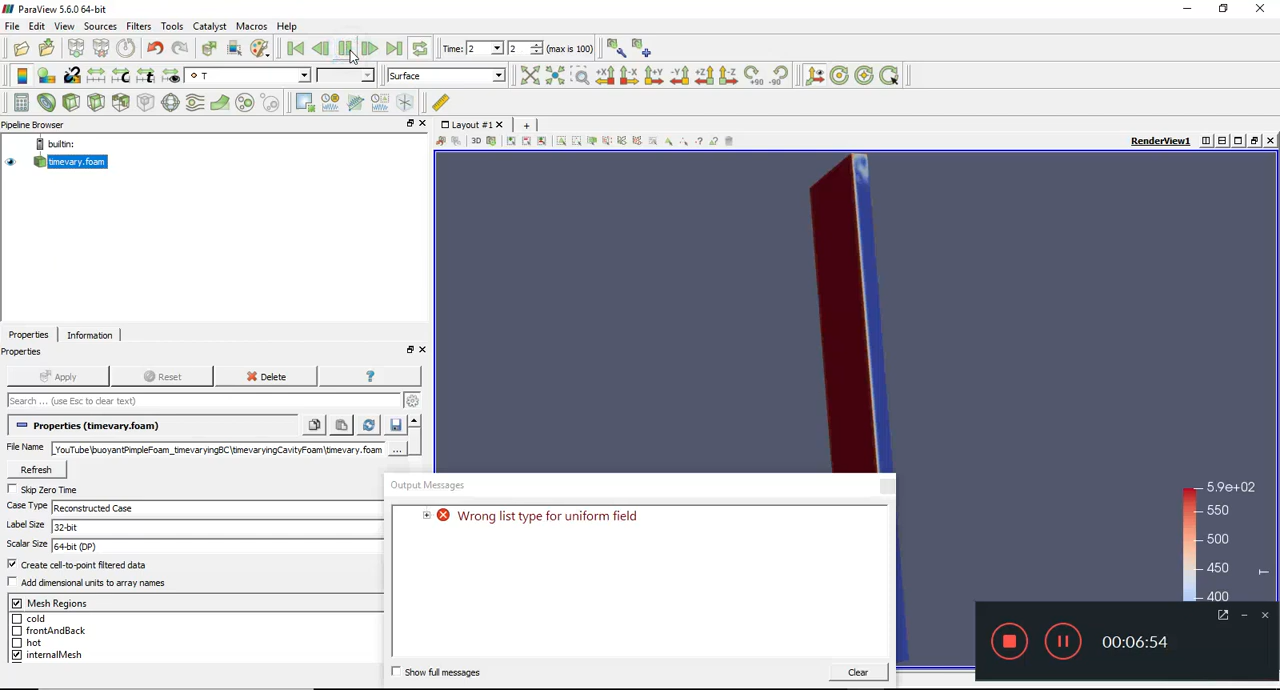 ParaView 5.6.0 64-bit
File Edit View Sources Filters Tools Catalyst Macros Help
Time: 2 2 (max is 100)
T Surface +X -X +Y -Y +Z -Z +90 -90
Pipeline Browser
Layout #1 +
builtin:
3D RenderView1
timevary.foam
Properties Information
Properties
Apply Reset Delete ?
Search ... (use Esc to clear text)
Properties (timevary.foam)
File Name YouTube\buoyantPimpleFoam_timevaryingBC\timevaryingCavityFoam\timevary.foam ...
Refresh
Skip Zero Time
Case Type Reconstructed Case
Label Size 32-bit
Scalar Size 64-bit (DP)
Create cell-to-point filtered data
Add dimensional units to array names
Mesh Regions
cold
frontAndBack
hot
internalMesh
Output Messages
Wrong list type for uniform field
Show full messages
Clear
5.9e+02
550
500
450
400
T
00:06:54